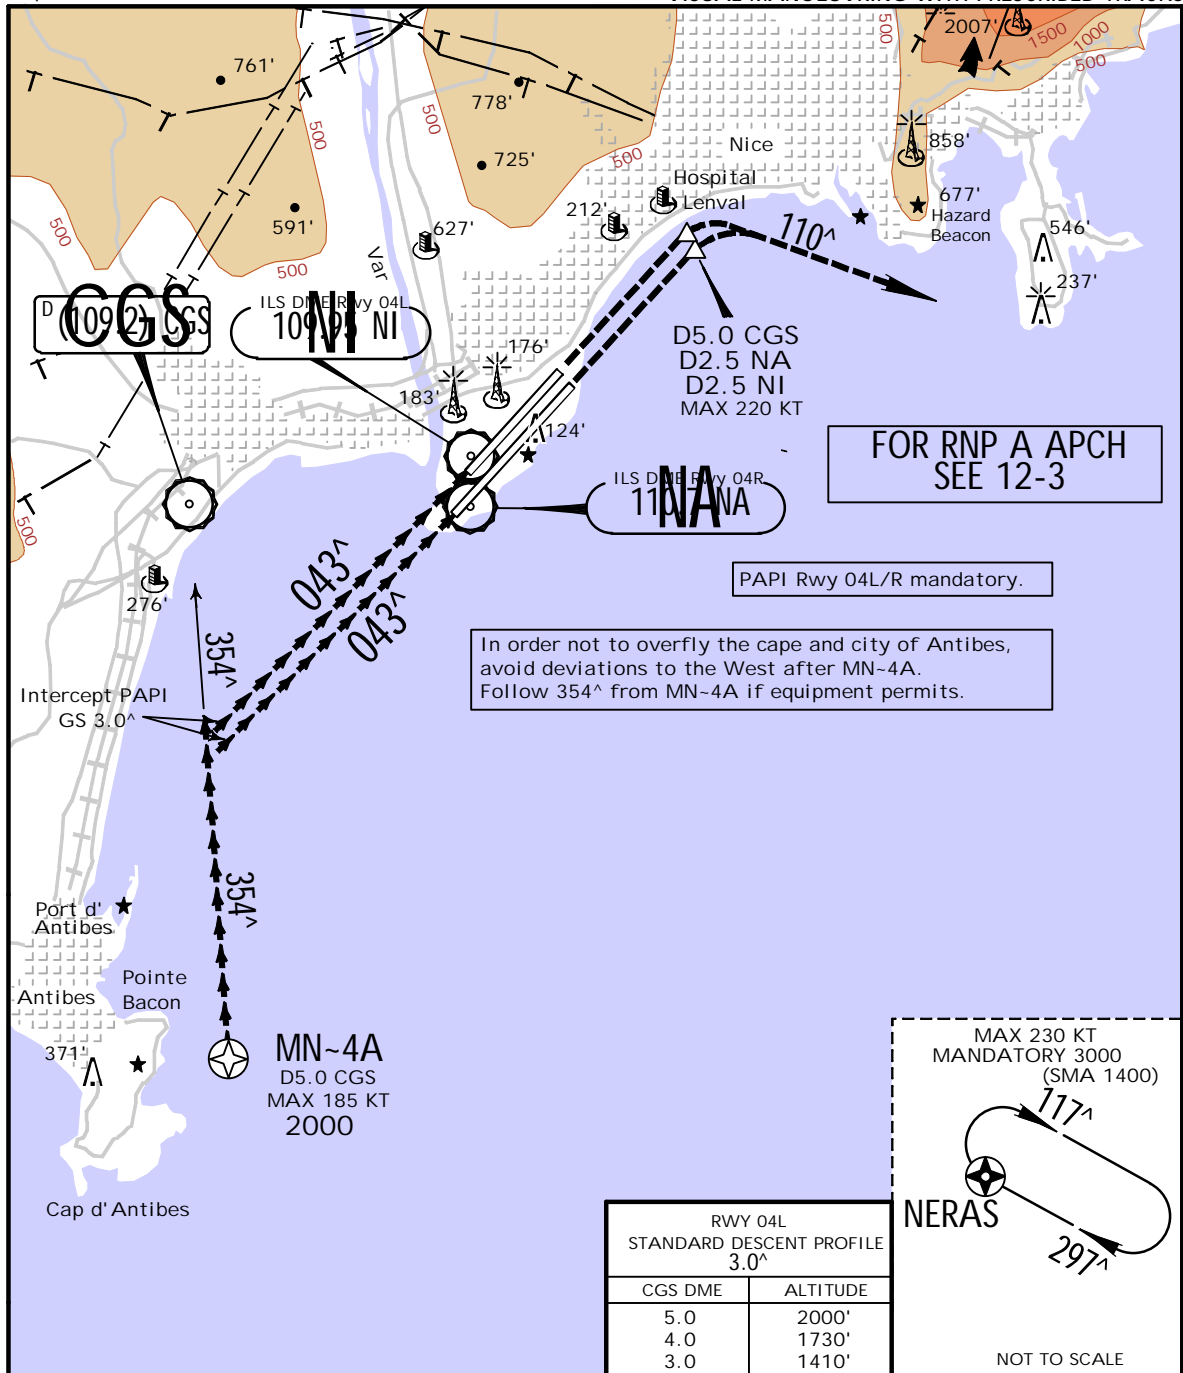 2007'
1500
1000
500
500
761'
778'
500
500
858'
Nice
725'
Hospital
Lenval
677'
Hazard
Beacon
591'
212'
627'
110^
546'
500
Var
500
237'
D (109.2) CGS
CGS
ILS DME Rwy 04L
109.95 NI
NI
D5.0 CGS
D2.5 NA
D2.5 NI
MAX 220 KT
176'
183'
124'
FOR RNP A APCH
SEE 12-3
ILS DME Rwy 04R
NA
NA
500
043^
043^
PAPI Rwy 04L/R mandatory.
276'
354^
In order not to overfly the cape and city of Antibes,
avoid deviations to the West after MN~4A.
Follow 354^ from MN~4A if equipment permits.
Intercept PAPI
GS 3.0^
354^
Port d'
Antibes
Pointe
Bacon
Antibes
371'
MN~4A
D5.0 CGS
MAX 185 KT
2000
Cap d'Antibes
MAX 230 KT
MANDATORY 3000
(SMA 1400)
117^
NERAS
297^
NOT TO SCALE
RWY 04L
STANDARD DESCENT PROFILE
3.0^
CGS DME ALTITUDE
5.0 2000'
4.0 1730'
3.0 1410'